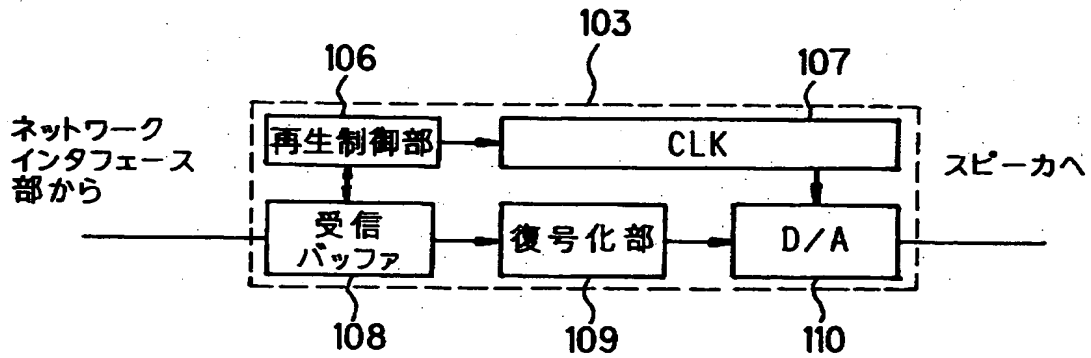 103
106
107
ネットワーク
インタフェース
部から
再生制御部
CLK
スピーカへ
受信
バッファ
復号化部
D/A
108
109
110